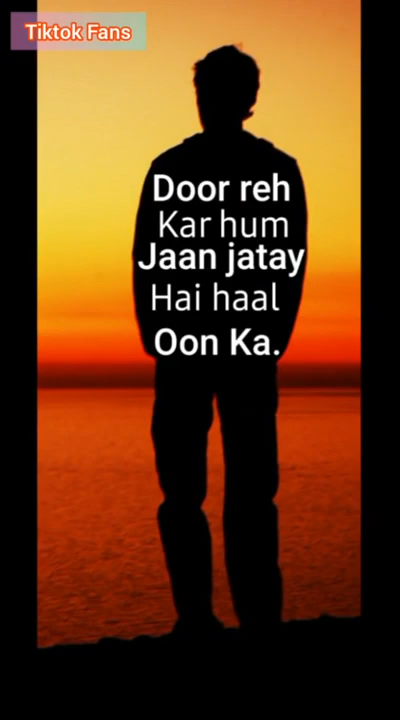 Tiktok Fans
Door reh
Kar hum
Jaan jatay
Hai haal
Oon Ka.